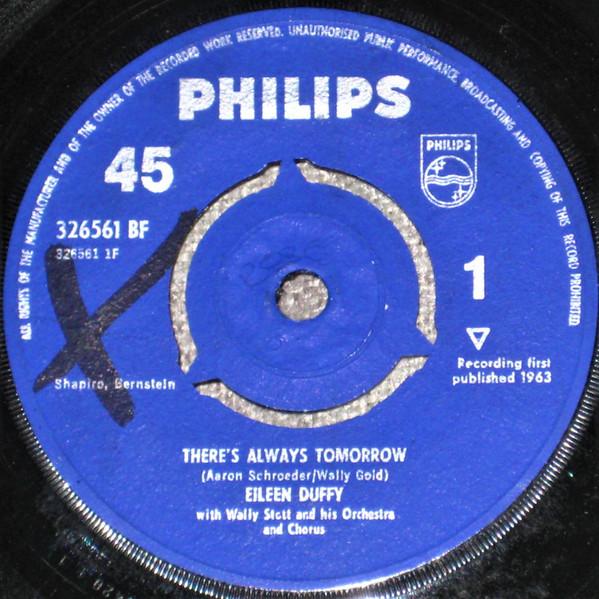 ALL RIGHTS OF THE MANUFACTURER AND OF THE OWNER OF THE RECORDED WORK RESERVED. UNAUTHORISED PUBLIC PERFORMANCE BROADCASTING AND COPYING OF THIS RECORD PROHIBITED
PHILIPS
45
PHILIPS
326561 BF
326561 1F
1
Shapiro, Bernstein
Recording first
published 1963
THERE'S ALWAYS TOMORROW
(Aaron Schroeder/Wally Gold)
EILEEN DUFFY
with Wally Stott and his Orchestra
and Chorus